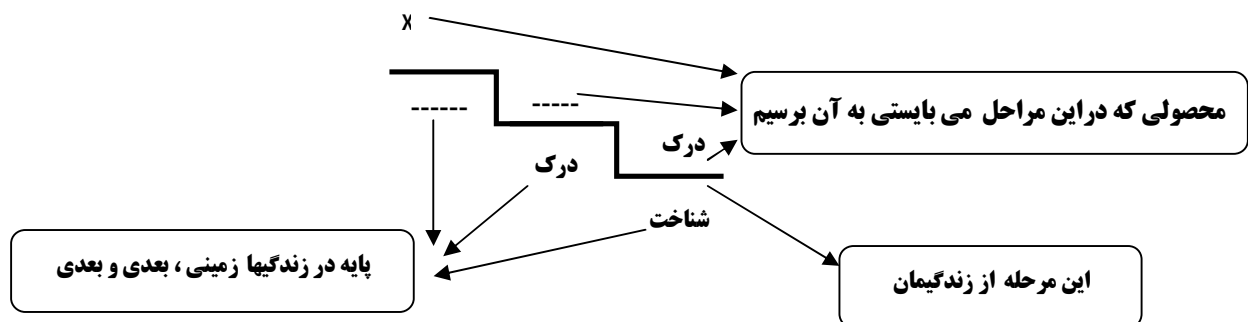 X
------
-----
محصولی که دراین مراحل می بایستی به آن برسیم
درک
درک
شناخت
پایه در زندگیها زمینی ، بعدی و بعدی
این مرحله از زندگیمان